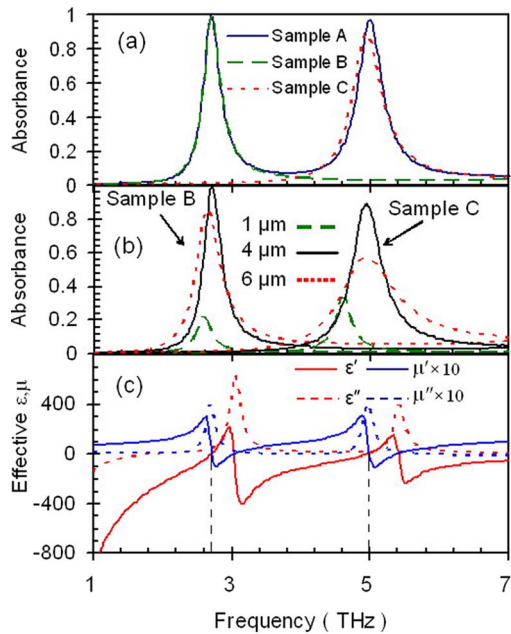 (a)
Sample A
Sample B
Sample C
Absorbance
1
0.8
0.6
0.4
0.2
0
Sample B
(b)
1 µm
4 µm
6 µm
Sample C
Absorbance
0.8
0.6
0.4
0.2
0
(c)
ε′
ε″
µ′×10
µ″×10
Effective ε,µ
400
0
-400
-800
1
3
5
7
Frequency ( THz )